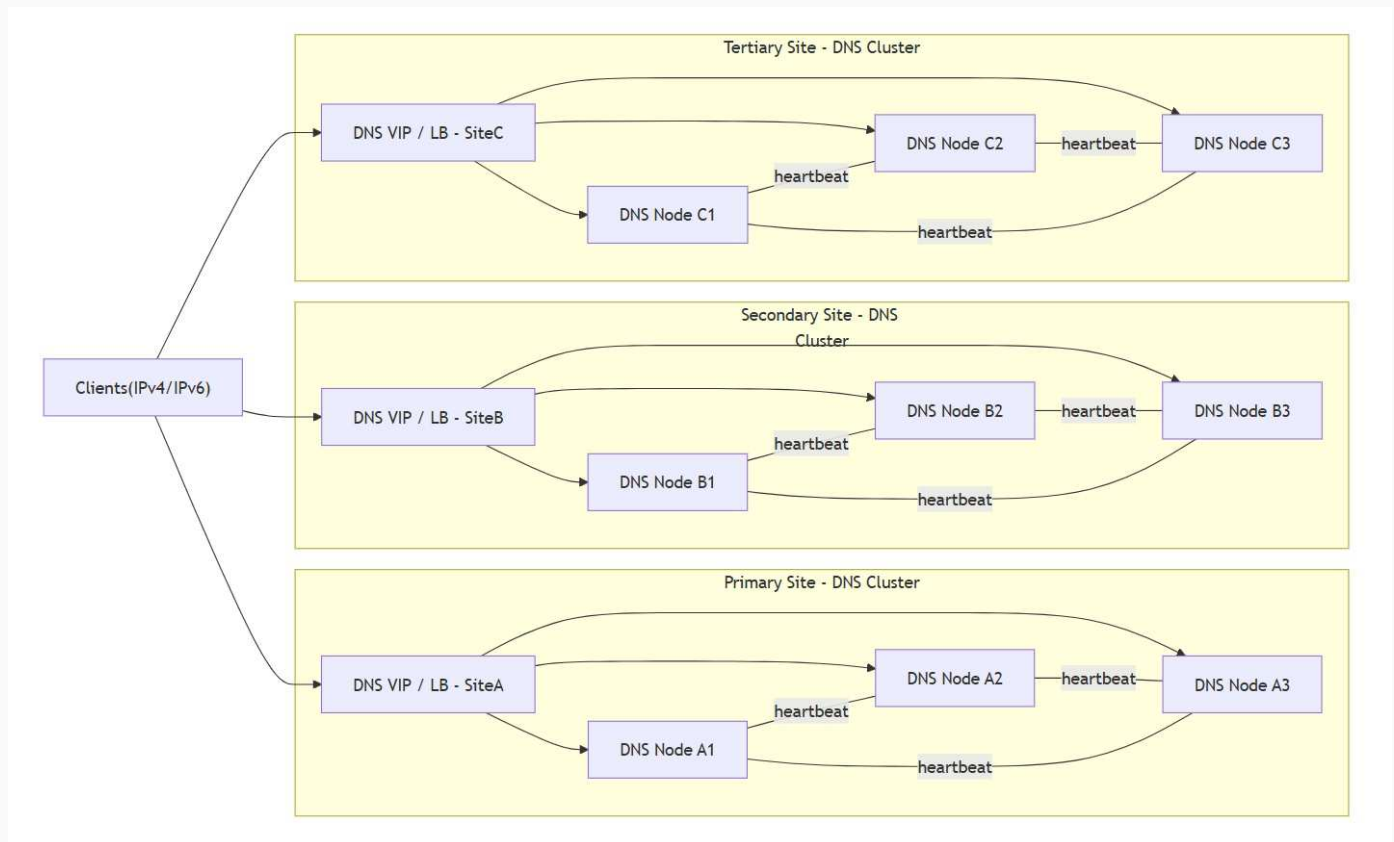 Tertiary Site - DNS Cluster
DNS VIP / LB - SiteC
DNS Node C2
heartbeat
DNS Node C3
heartbeat
DNS Node C1
heartbeat
Secondary Site - DNS
Cluster
Clients(IPv4/IPv6)
DNS VIP / LB - SiteB
DNS Node B2
heartbeat
DNS Node B3
heartbeat
DNS Node B1
heartbeat
Primary Site - DNS Cluster
DNS VIP / LB - SiteA
DNS Node A2
heartbeat
DNS Node A3
heartbeat
DNS Node A1
heartbeat